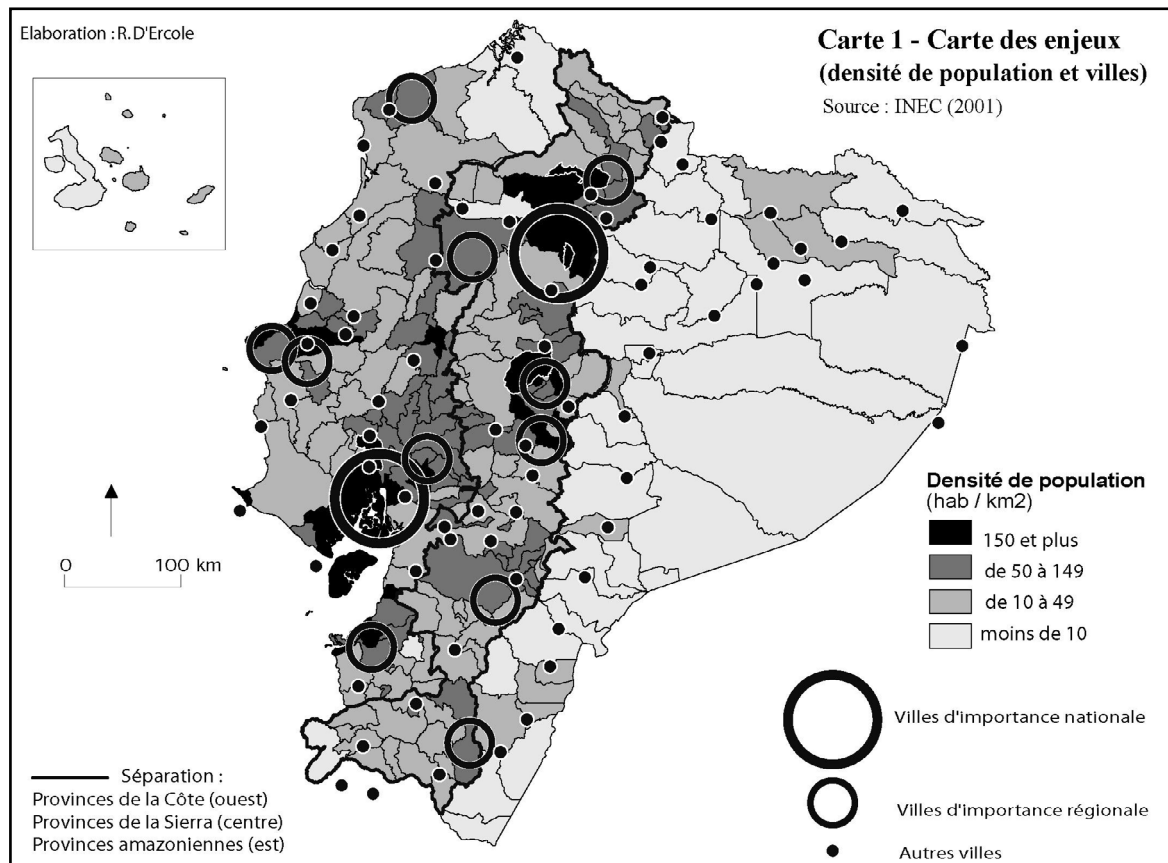 Elaboration : R.D'Ercole
Carte 1 - Carte des enjeux
(densité de population et villes)
Source : INEC (2001)
0 100 km
Densité de population
(hab / km2)
150 et plus
de 50 à 149
de 10 à 49
moins de 10
Villes d'importance nationale
Villes d'importance régionale
Autres villes
Séparation :
Provinces de la Côte (ouest)
Provinces de la Sierra (centre)
Provinces amazoniennes (est)